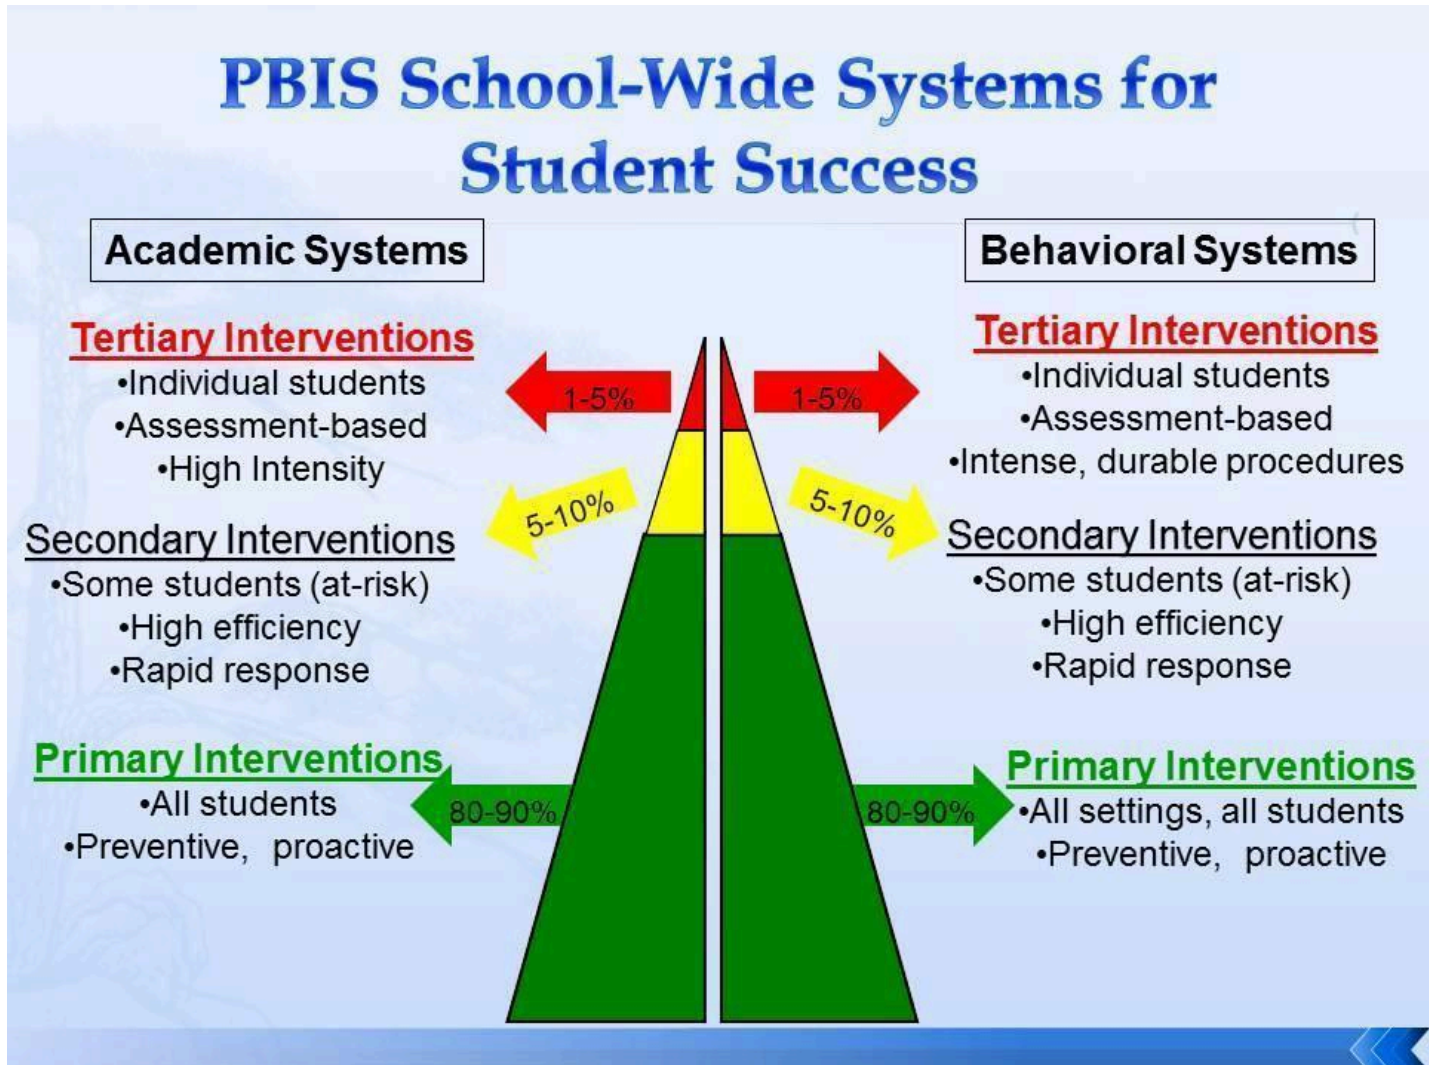 PBIS School-Wide Systems for
Student Success
Academic Systems
Tertiary Interventions
•Individual students
•Assessment-based
•High Intensity
1-5%
Secondary Interventions
•Some students (at-risk)
•High efficiency
•Rapid response
5-10%
Primary Interventions
•All students
•Preventive, proactive
80-90%
Behavioral Systems
Tertiary Interventions
•Individual students
•Assessment-based
•Intense, durable procedures
1-5%
Secondary Interventions
•Some students (at-risk)
•High efficiency
•Rapid response
5-10%
Primary Interventions
•All settings, all students
•Preventive, proactive
80-90%